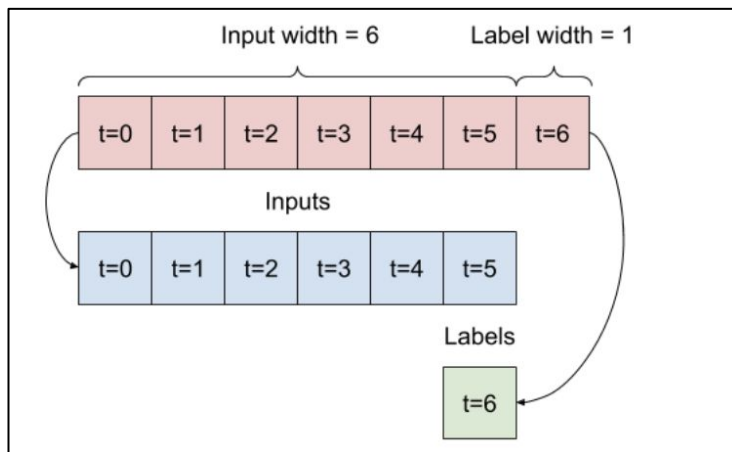 Input width = 6 Label width = 1
t=0 t=1 t=2 t=3 t=4 t=5 t=6
Inputs
t=0 t=1 t=2 t=3 t=4 t=5
Labels
t=6